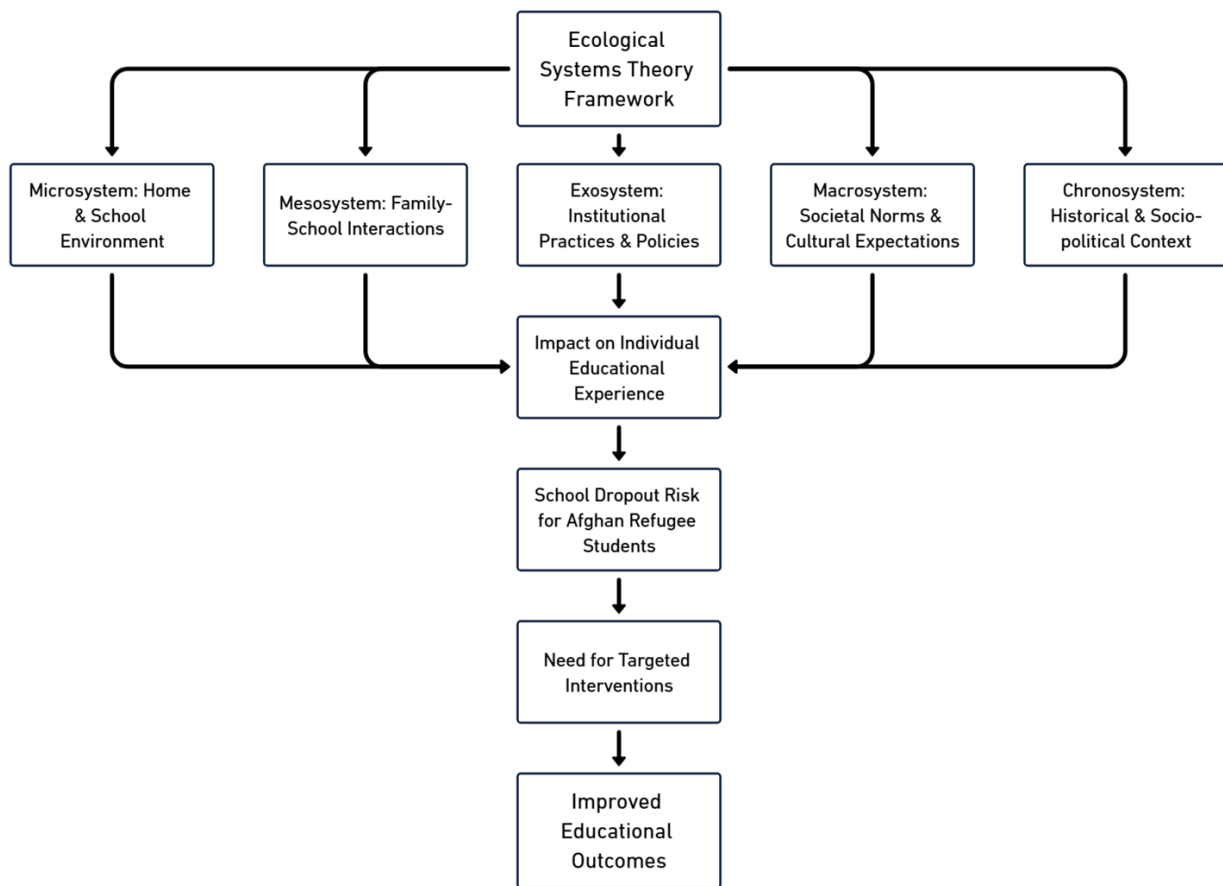 Ecological
Systems Theory
Framework
Microsystem: Home
& School
Environment
Mesosystem: Family-
School Interactions
Exosystem:
Institutional
Practices & Policies
Macrosystem:
Societal Norms &
Cultural Expectations
Chronosystem:
Historical & Socio-
political Context
Impact on Individual
Educational
Experience
School Dropout Risk
for Afghan Refugee
Students
Need for Targeted
Interventions
Improved
Educational
Outcomes